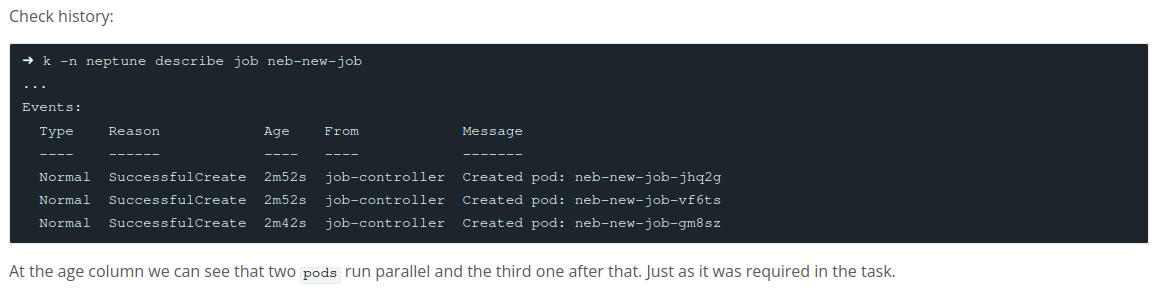 Check history:
➜ k -n neptune describe job neb-new-job
...
Events:
  Type    Reason            Age    From            Message
  ----    ------            ----   ----            -------
  Normal  SuccessfulCreate  2m52s  job-controller  Created pod: neb-new-job-jhq2g
  Normal  SuccessfulCreate  2m52s  job-controller  Created pod: neb-new-job-vf6ts
  Normal  SuccessfulCreate  2m42s  job-controller  Created pod: neb-new-job-gm8sz
At the age column we can see that two pods run parallel and the third one after that. Just as it was required in the task.